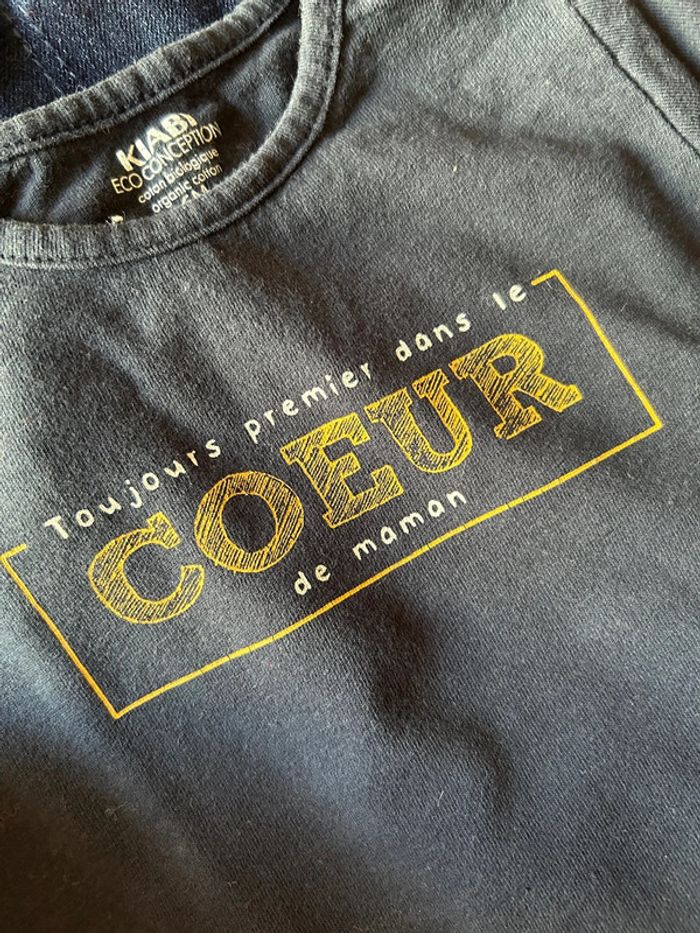 KIABI
ECO CONCEPTION
coton biologique
organic cotton
Toujours premier dans le
COEUR
de maman